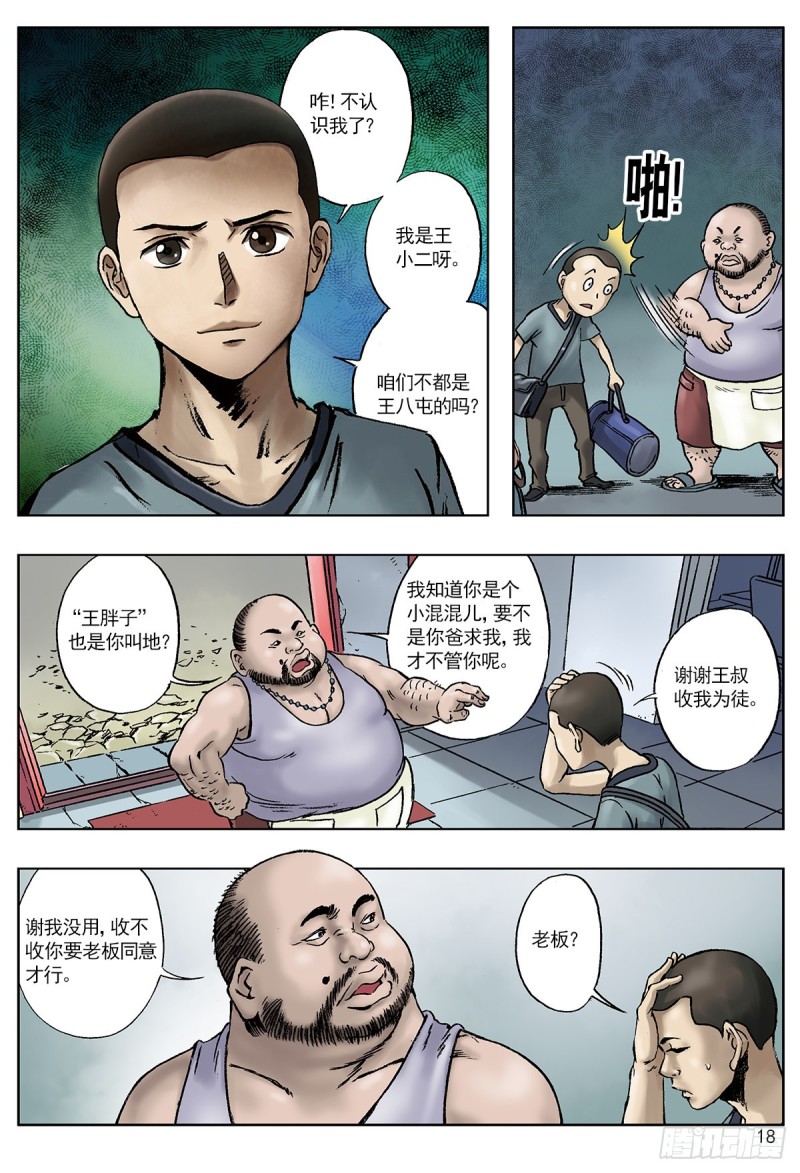 咋!不认
识我了?
我是王
小二呀。
咱们不都是
王八屯的吗?
啪!
“王胖子”
也是你叫地?
我知道你是个
小混混儿,要不
是你爸求我,我
才不管你呢。
谢谢王叔
收我为徒。
谢我没用,收不
收你要老板同意
才行。
老板?
18
腾讯动漫